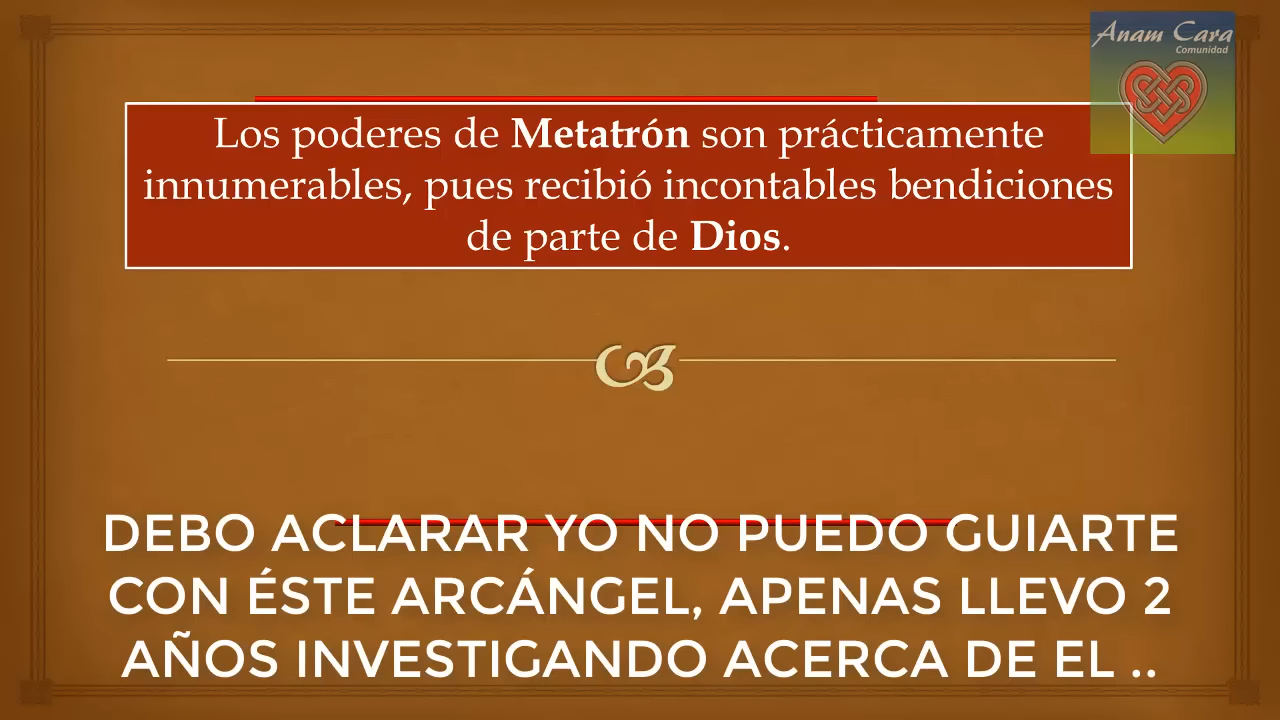 Anam Cara
Comunidad
Los poderes de Metatrón son prácticamente
innumerables, pues recibió incontables bendiciones
de parte de Dios.
DEBO ACLARAR YO NO PUEDO GUIARTE
CON ÉSTE ARCÁNGEL, APENAS LLEVO 2
AÑOS INVESTIGANDO ACERCA DE EL ..